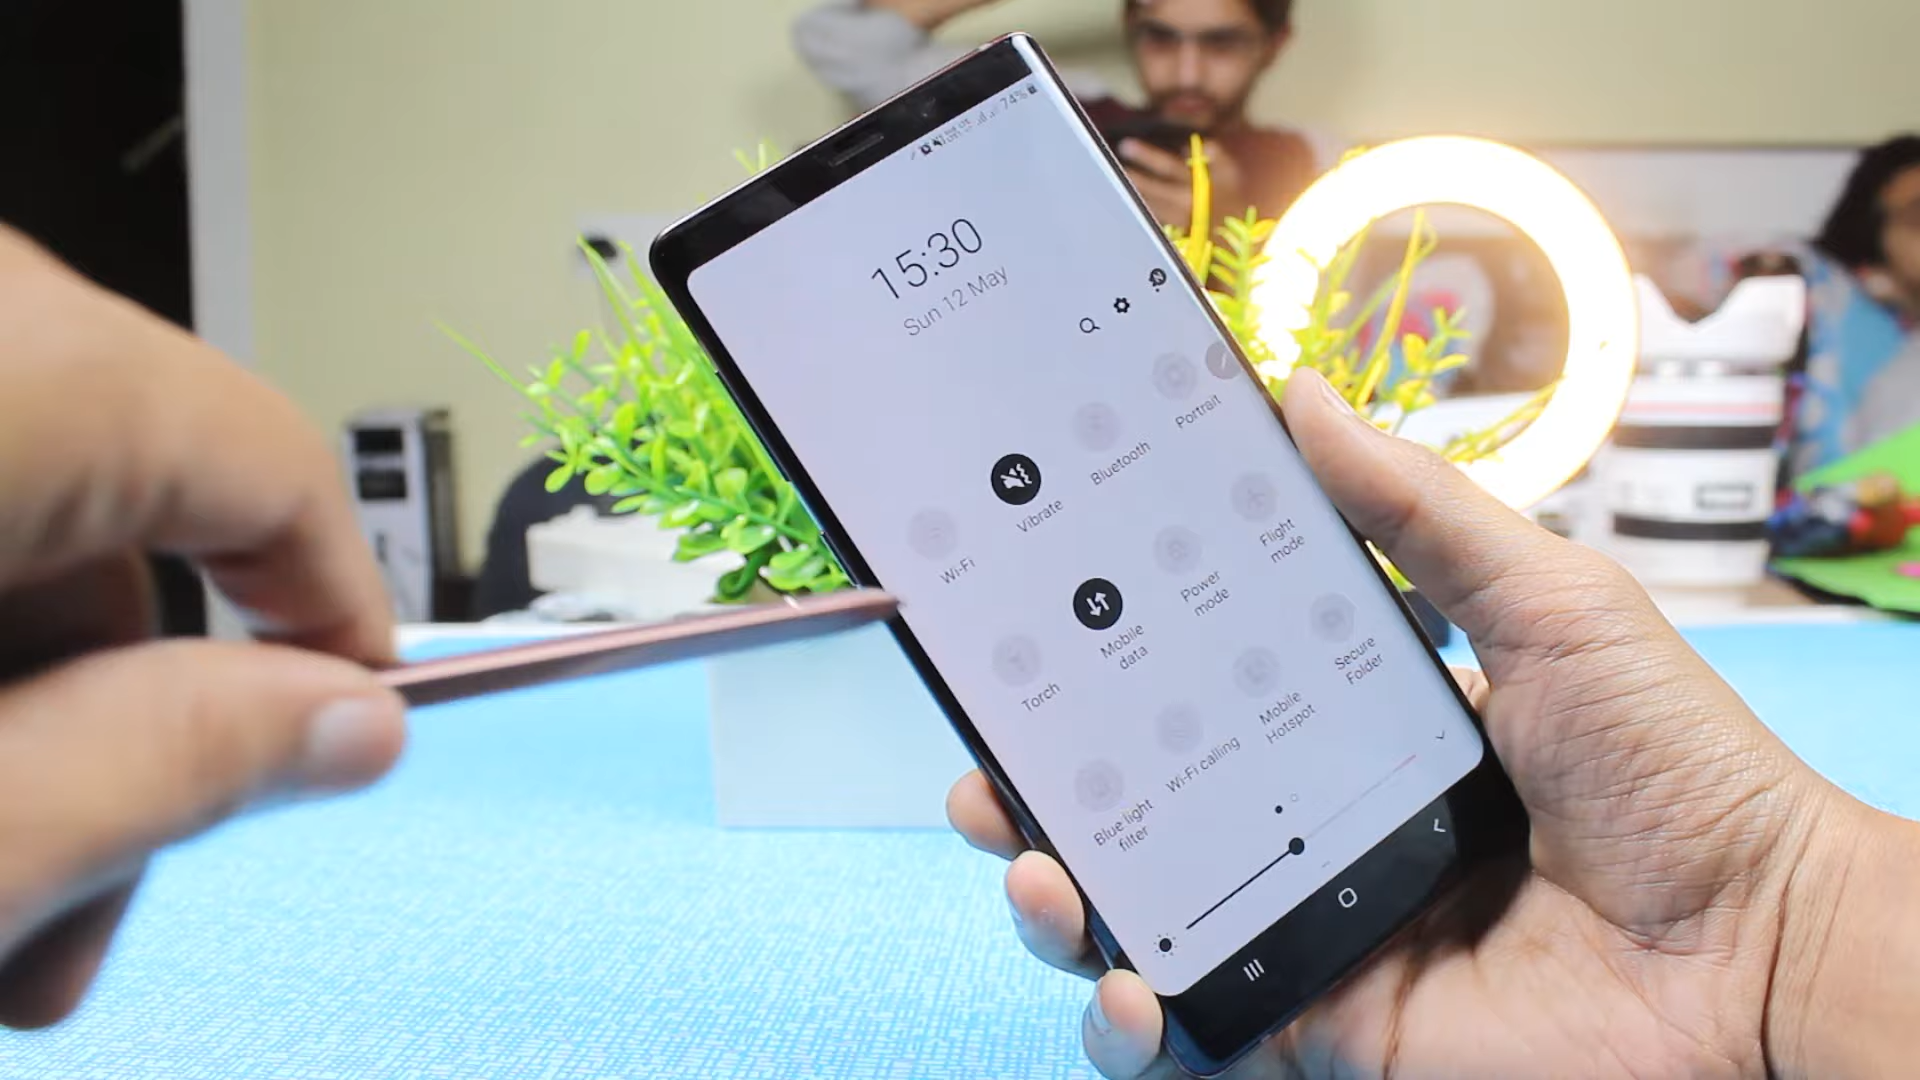 74%
15:30
Sun 12 May
Wi-Fi
Vibrate
Bluetooth
Portrait
Torch
Mobile
data
Power
mode
Flight
mode
Blue light
filter
Wi-Fi calling
Mobile
Hotspot
Secure
Folder